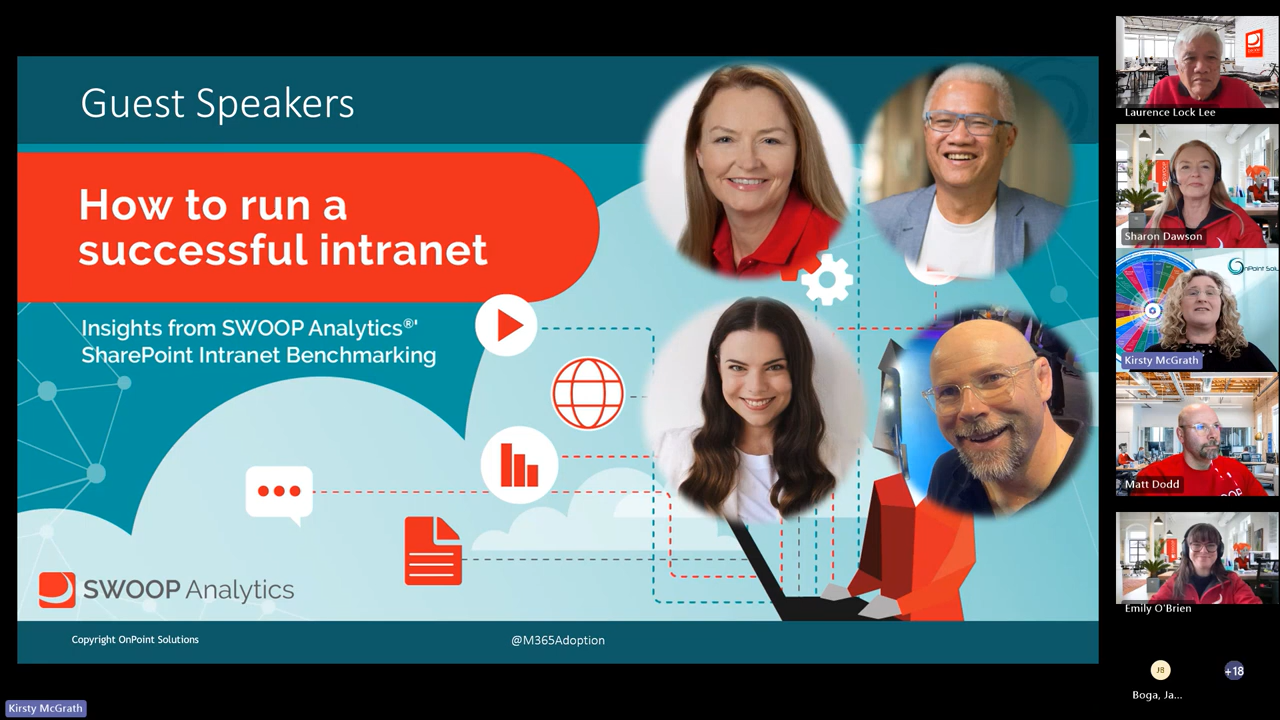 Guest Speakers
How to run a
successful intranet
Insights from SWOOP Analytics®'
SharePoint Intranet Benchmarking
SWOOP Analytics
Copyright OnPoint Solutions
@M365Adoption
Kirsty McGrath
Laurence Lock Lee
Sharon Dawson
Kirsty McGrath
Matt Dodd
Emily O'Brien
JB
+18
Boga, Ja...